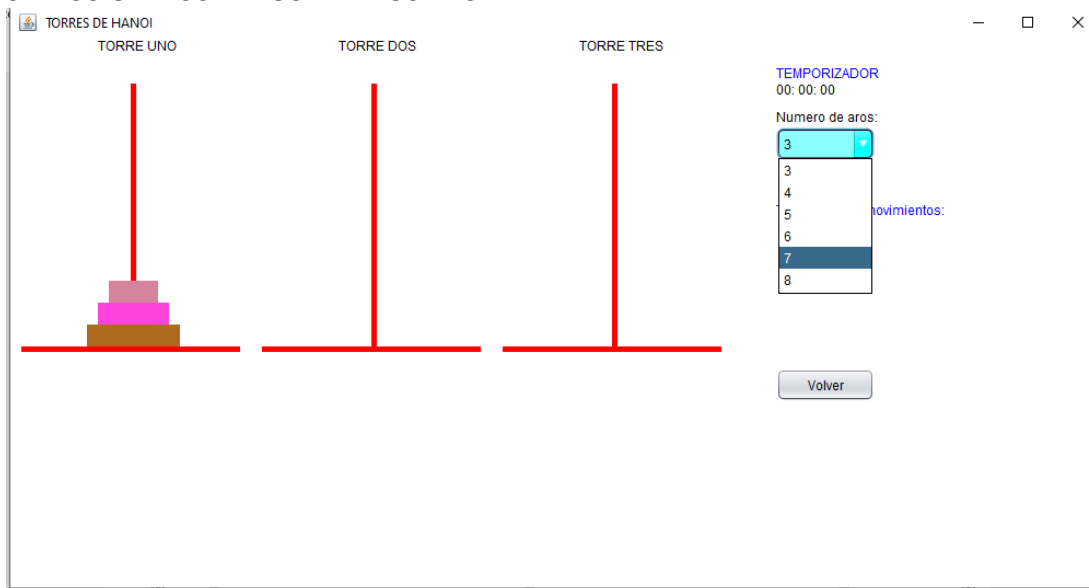 TORRES DE HANOI
TORRE UNO
TORRE DOS
TORRE TRES
TEMPORIZADOR
00: 00: 00
Numero de aros:
3
3
4
5
6
7
8
movimientos:
Volver